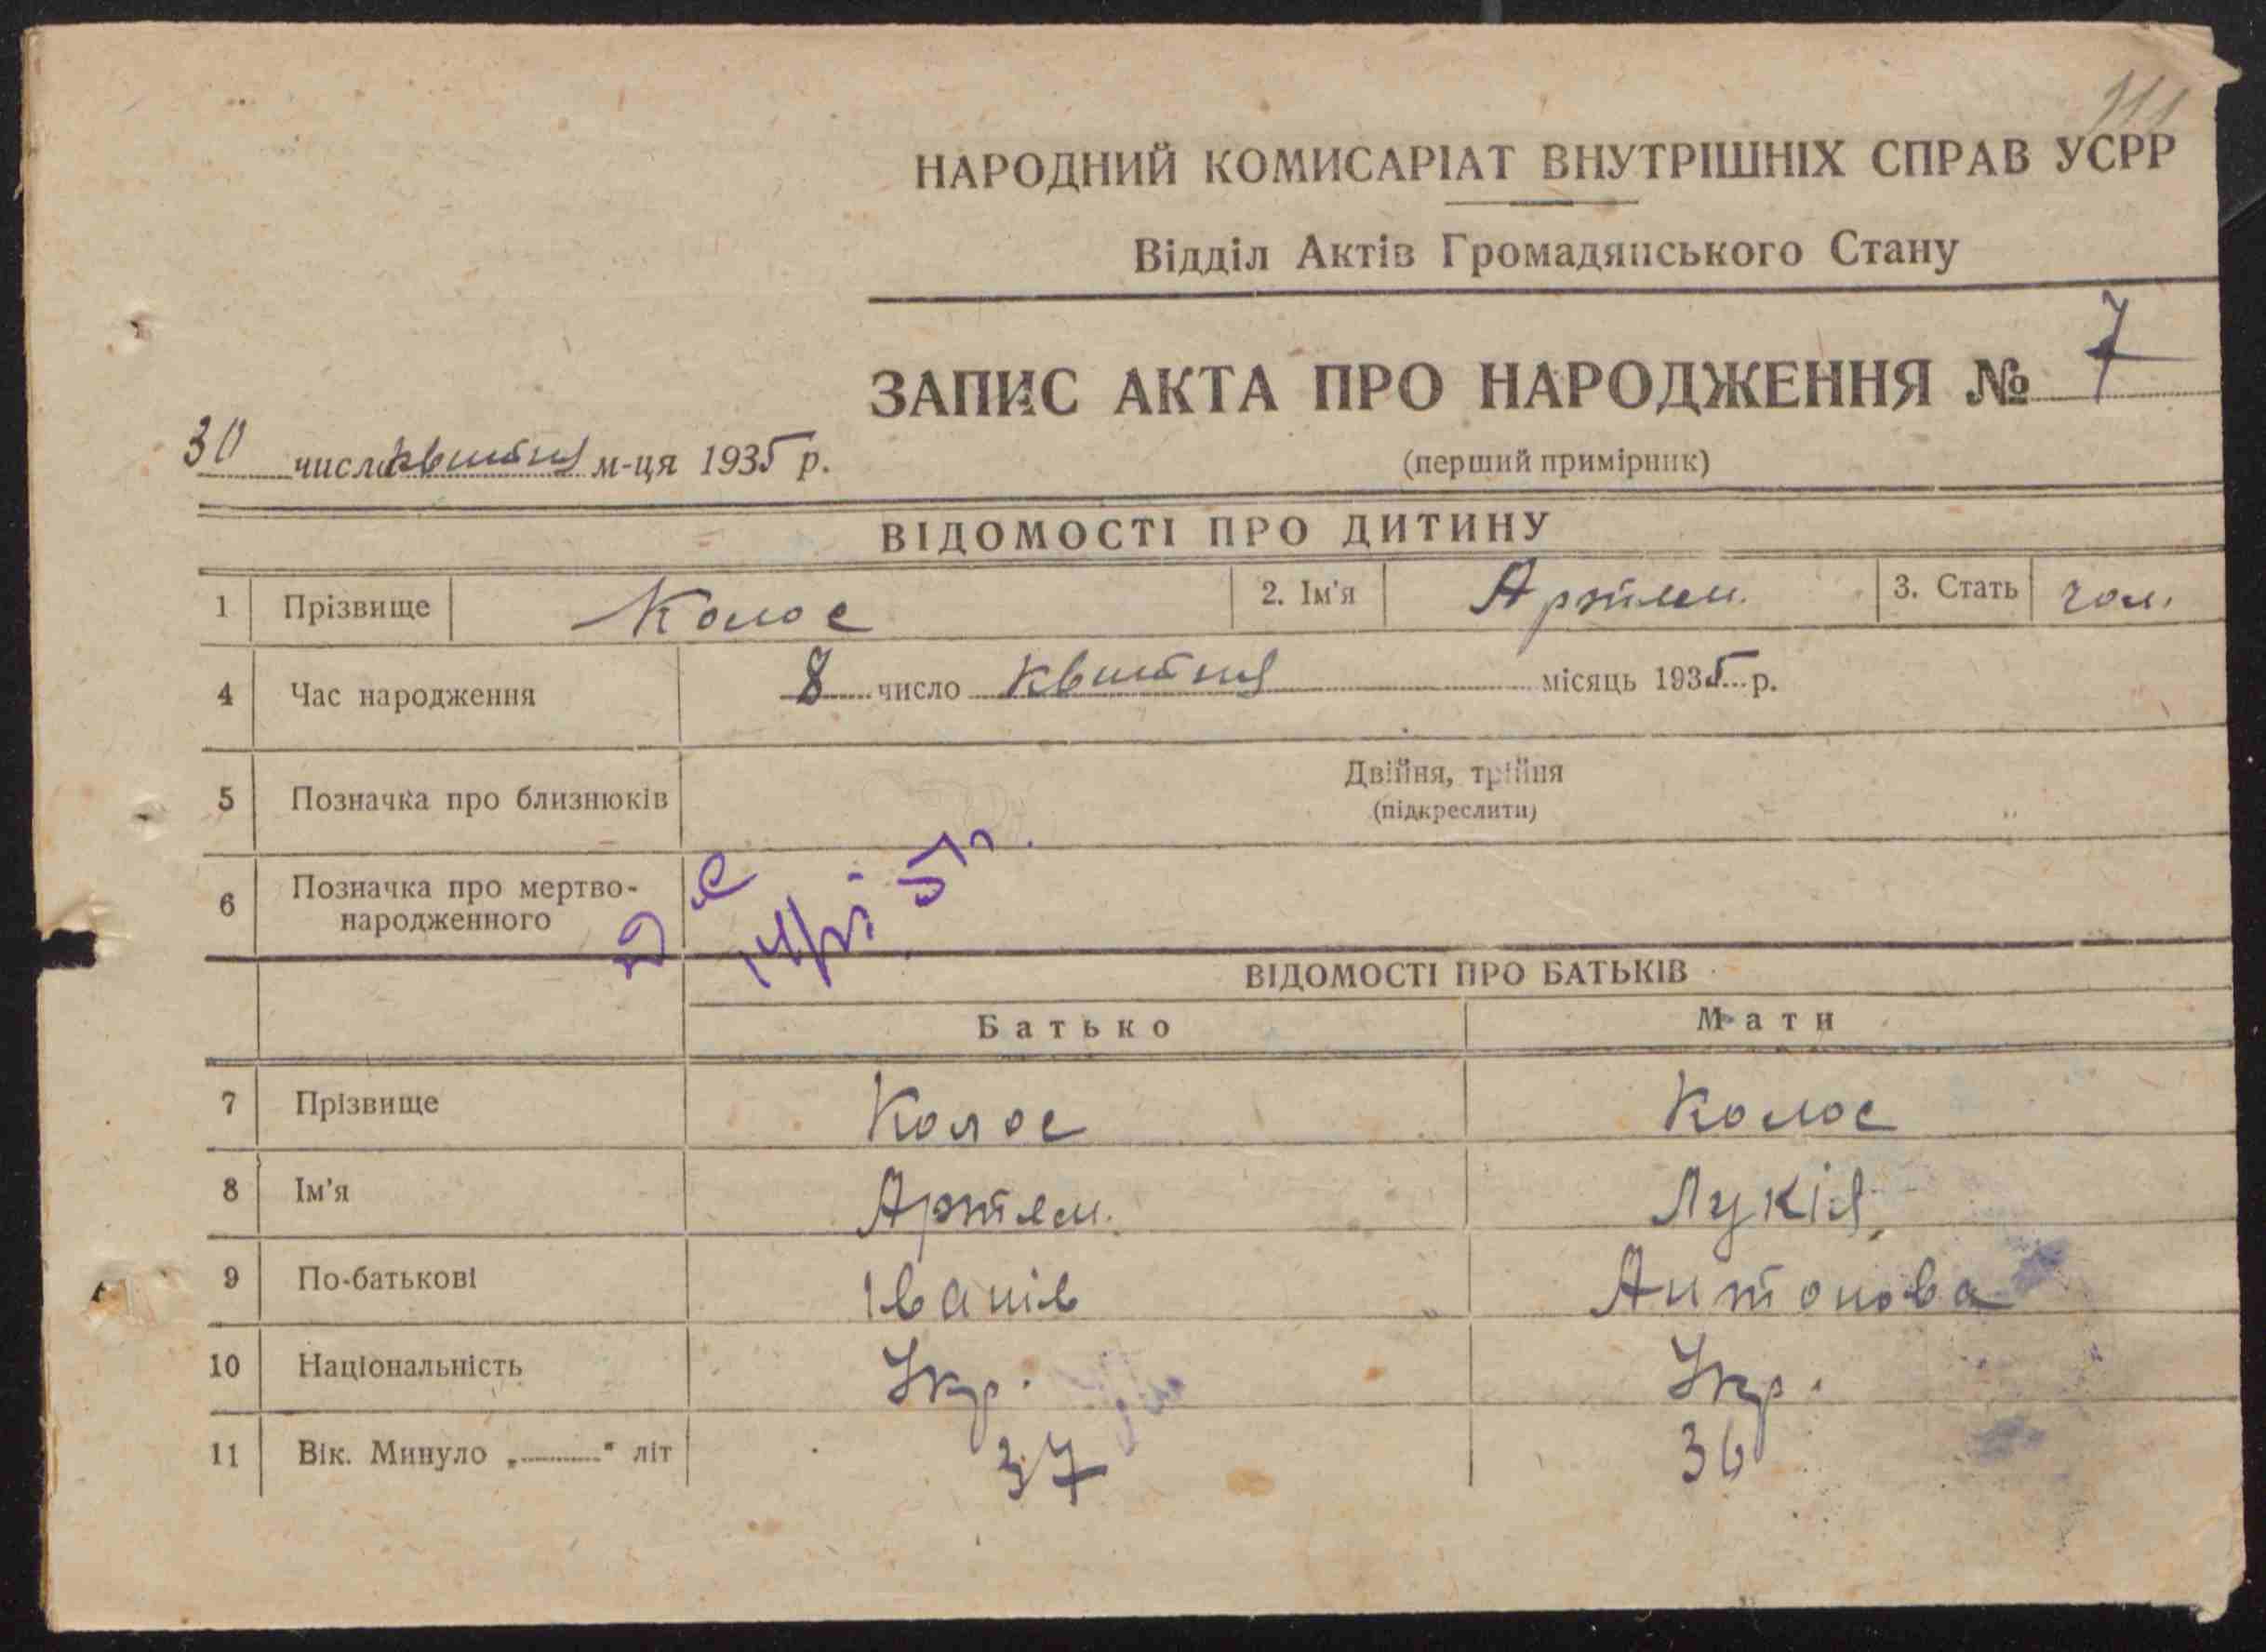 111
НАРОДНИЙ КОМИСАРІАТ ВНУТРІШНІХ СПРАВ УСРР
Відділ Актів Громадянського Стану
ЗАПИС АКТА ПРО НАРОДЖЕННЯ № 7
30 числа квітня м-ця 1935 р.
(перший примірник)
ВІДОМОСТІ ПРО ДИТИНУ
1 Прізвище Колос 2. Ім'я Артем. 3. Стать чол.
4 Час народження 8 число квітня місяць 1935 р.
5 Позначка про близнюків Двійня, трійня
(підкреслити)
6 Позначка про мертво-
народженного
ВІДОМОСТІ ПРО БАТЬКІВ
Батько Мати
7 Прізвище Колос Колос
8 Ім'я Артем. Лукія
9 По-батькові Іванів Антонова
10 Національність Укр. Укр.
11 Вік. Минуло „ " літ 37 36